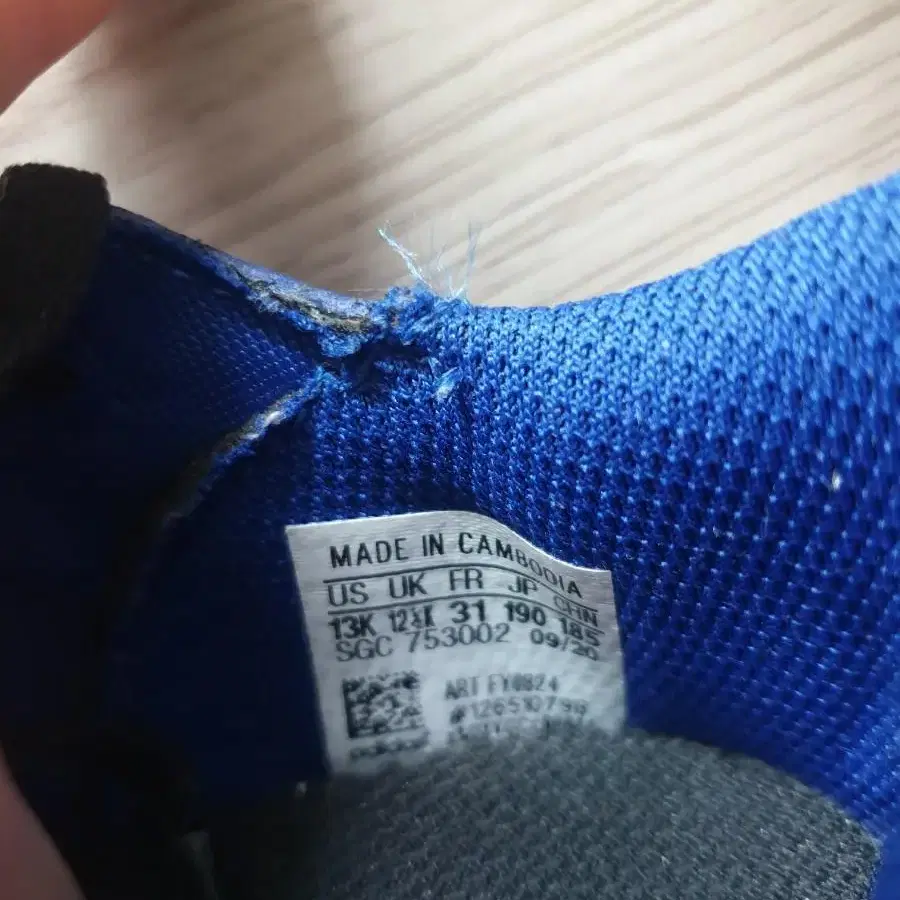 MADE IN CAMBODIA
US UK FR JP CHN
13K 12½K 31 190 185
SGC 753002 09/20
ART FY0824